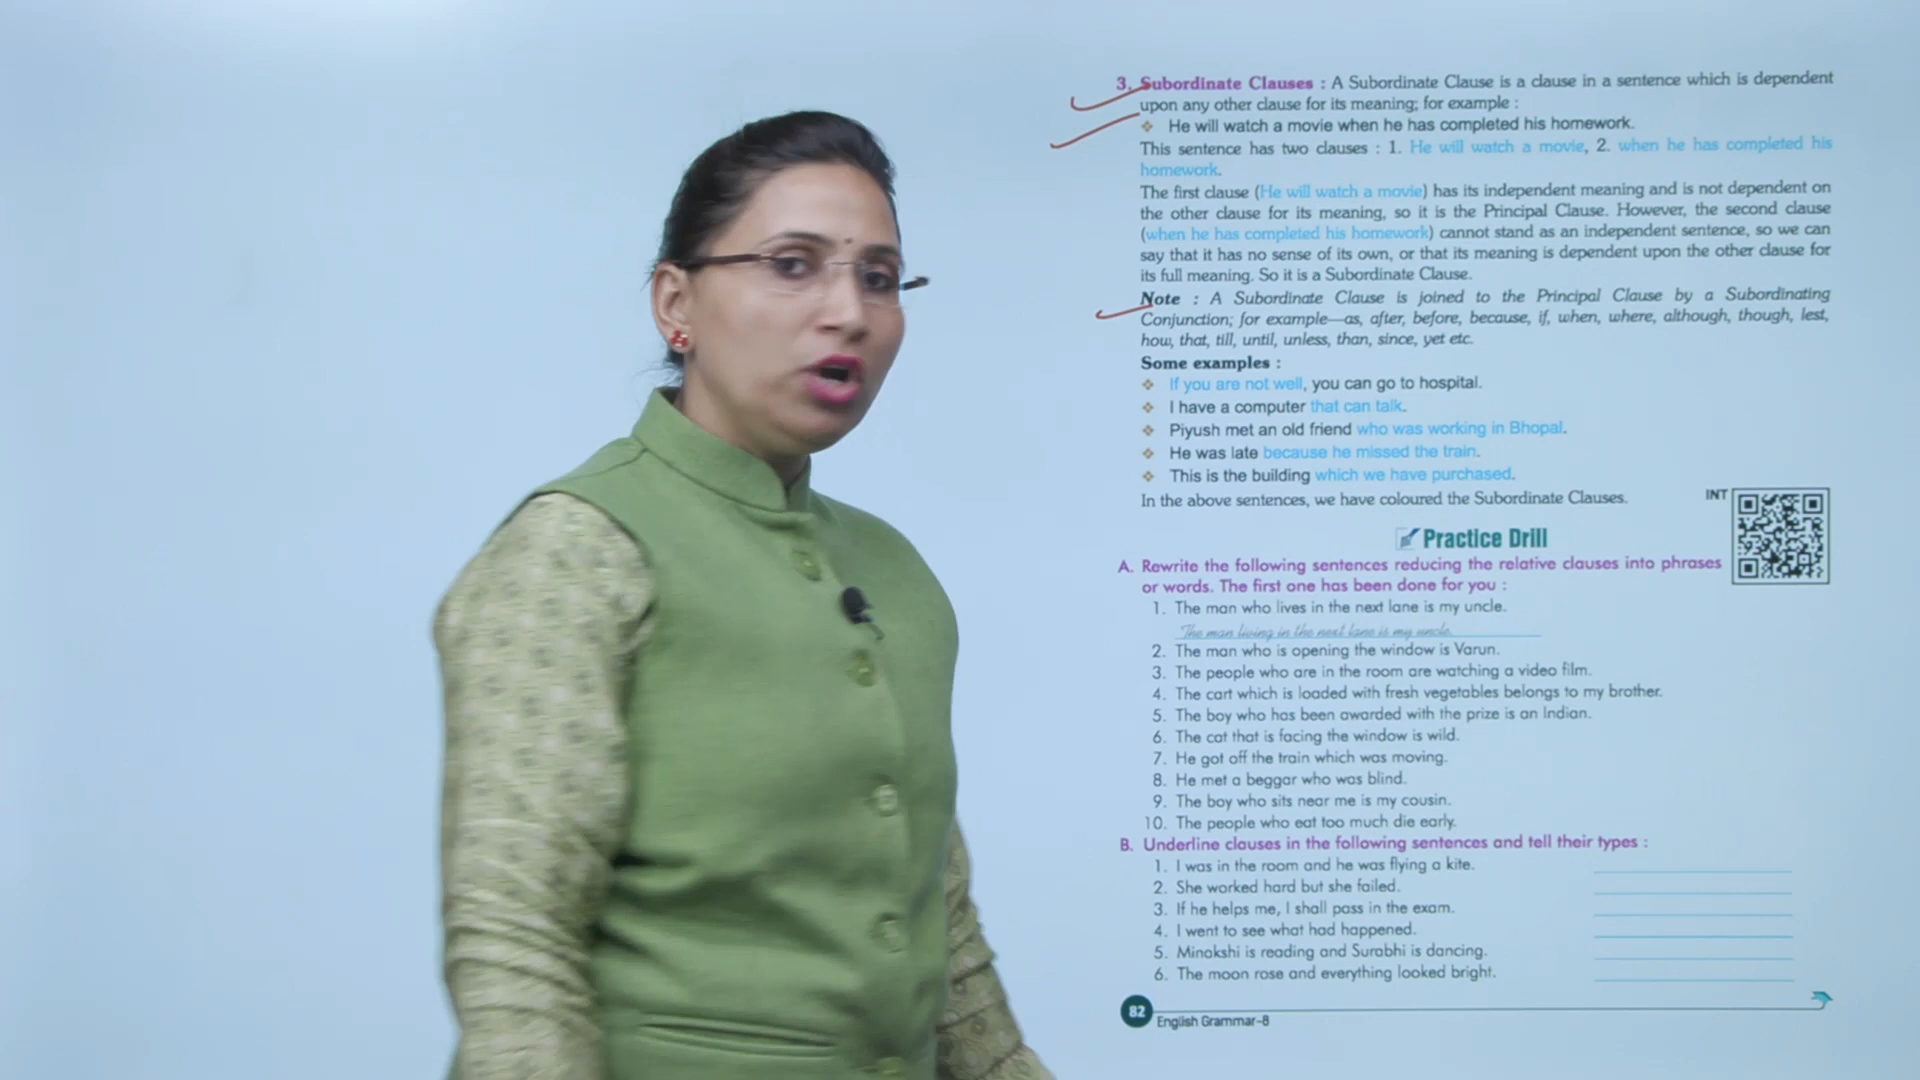 3. Subordinate Clauses : A Subordinate Clause is a clause in a sentence which is dependent
upon any other clause for its meaning; for example :
❖ He will watch a movie when he has completed his homework.
This sentence has two clauses : 1. He will watch a movie, 2. when he has completed his
homework.
The first clause (He will watch a movie) has its independent meaning and is not dependent on
the other clause for its meaning, so it is the Principal Clause. However, the second clause
(when he has completed his homework) cannot stand as an independent sentence, so we can
say that it has no sense of its own, or that its meaning is dependent upon the other clause for
its full meaning. So it is a Subordinate Clause.
Note : A Subordinate Clause is joined to the Principal Clause by a Subordinating
Conjunction; for example—as, after, before, because, if, when, where, although, though, lest,
how, that, till, until, unless, than, since, yet etc.
Some examples :
❖ If you are not well, you can go to hospital.
❖ I have a computer that can talk.
❖ Piyush met an old friend who was working in Bhopal.
❖ He was late because he missed the train.
❖ This is the building which we have purchased.
In the above sentences, we have coloured the Subordinate Clauses.
INT
Practice Drill
A. Rewrite the following sentences reducing the relative clauses into phrases
or words. The first one has been done for you :
1. The man who lives in the next lane is my uncle.
The man living in the next lane is my uncle.
2. The man who is opening the window is Varun.
3. The people who are in the room are watching a video film.
4. The cart which is loaded with fresh vegetables belongs to my brother.
5. The boy who has been awarded with the prize is an Indian.
6. The cat that is facing the window is wild.
7. He got off the train which was moving.
8. He met a beggar who was blind.
9. The boy who sits near me is my cousin.
10. The people who eat too much die early.
B. Underline clauses in the following sentences and tell their types :
1. I was in the room and he was flying a kite.
2. She worked hard but she failed.
3. If he helps me, I shall pass in the exam.
4. I went to see what had happened.
5. Minakshi is reading and Surabhi is dancing.
6. The moon rose and everything looked bright.
82
English Grammar-8